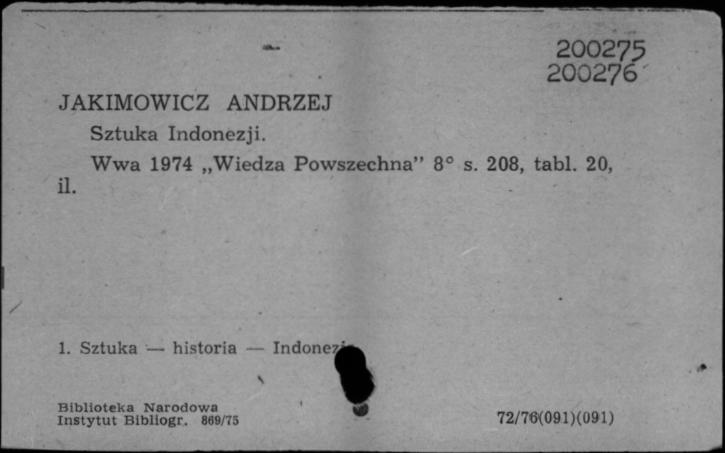 200275
200276
JAKIMOWICZ ANDRZEJ
Sztuka Indonezji.
Wwa 1974 „Wiedza Powszechna” 8° s. 208, tabl. 20,
il.
1. Sztuka — historia —
Biblioteka Narodowa
Instytut Bibliogr. 869/75
72/76(091)(091)